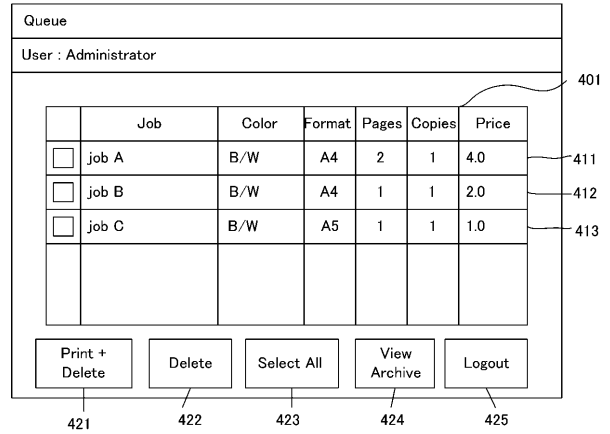 Queue
User : Administrator
401
Job Color Format Pages Copies Price
job A B/W A4 2 1 4.0 411
job B B/W A4 1 1 2.0 412
job C B/W A5 1 1 1.0 413
Print +
Delete
Delete
Select All
View
Archive
Logout
421 422 423 424 425